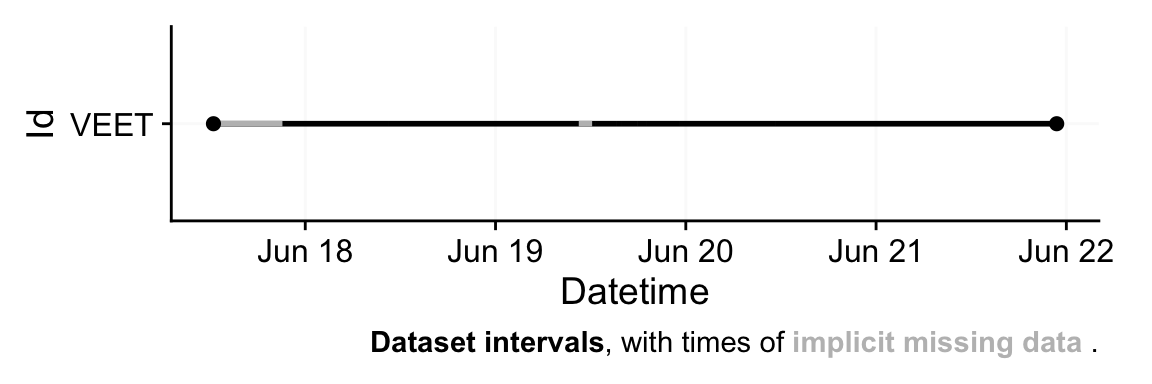 Id
VEET
Jun 18
Jun 19
Jun 20
Jun 21
Jun 22
Datetime
Dataset intervals, with times of implicit missing data .